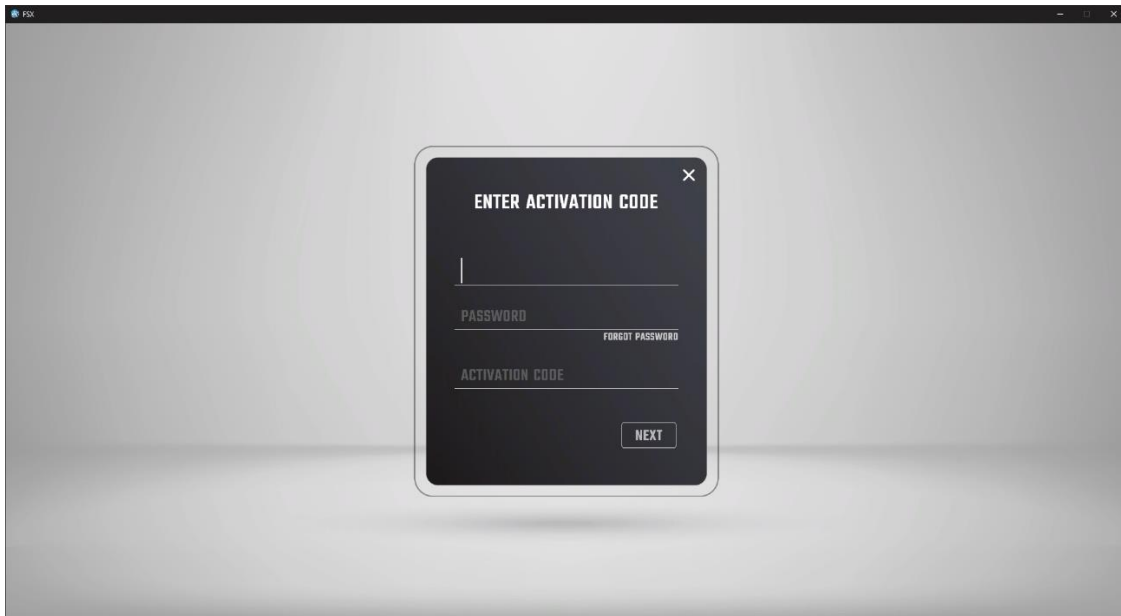 FSX
ENTER ACTIVATION CODE
PASSWORD
FORGOT PASSWORD
ACTIVATION CODE
NEXT